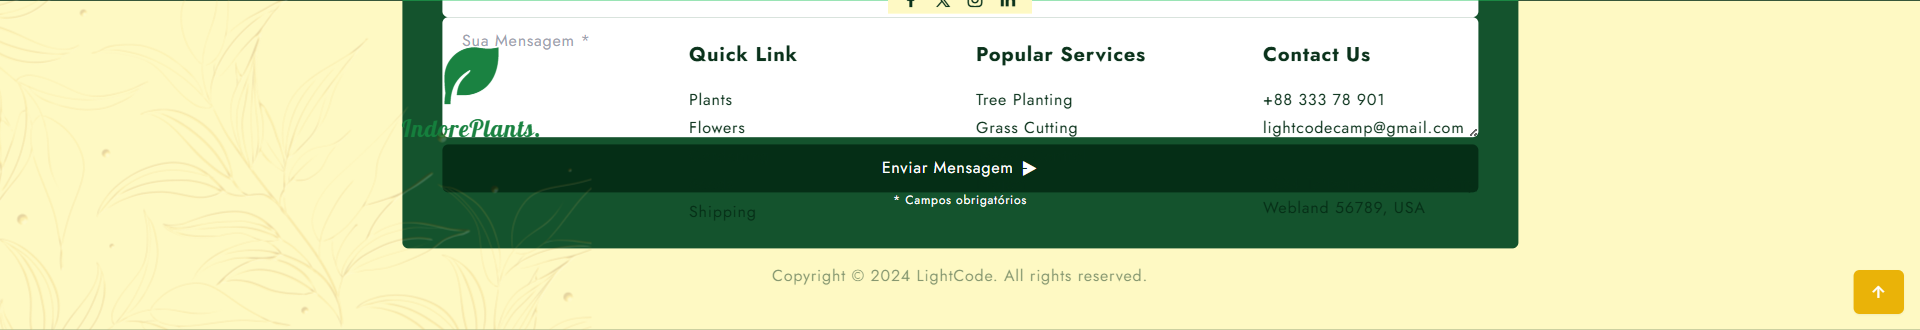 Sua Mensagem *
IndorePlants.
Quick Link
Plants
Flowers
Shipping
Popular Services
Tree Planting
Grass Cutting
Contact Us
+88 333 78 901
lightcodecamp@gmail.com
Webland 56789, USA
Enviar Mensagem
* Campos obrigatórios
Copyright © 2024 LightCode. All rights reserved.